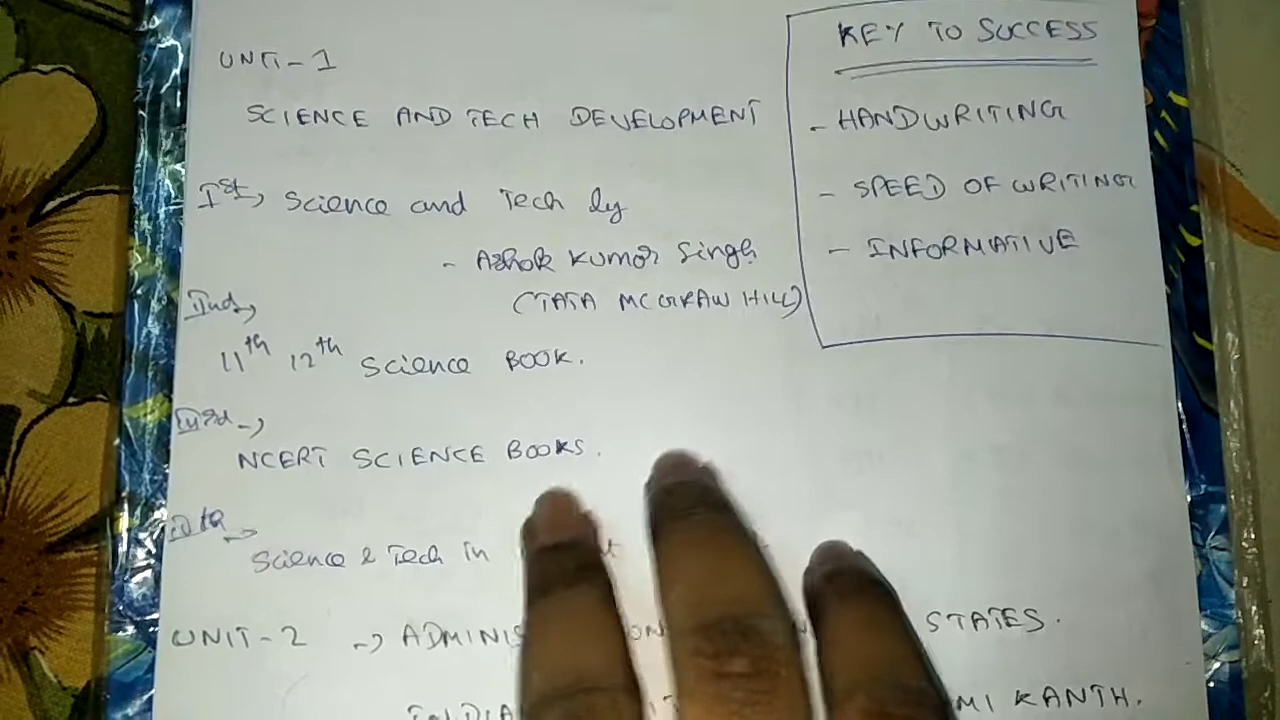 UNIT-1
SCIENCE AND TECH DEVELOPMENT
Ist, Science and Tech by
- Ashok Kumar Singh
(TATA MCGRAW HILL)
IInd,
11th 12th Science BOOK.
IIIrd -,
NCERT SCIENCE BOOKS.
IVth ->
Science & Tech in
UNIT-2 -> STATES.
KANTH.
KEY TO SUCCESS
- HANDWRITING
- SPEED OF WRITING
- INFORMATIVE